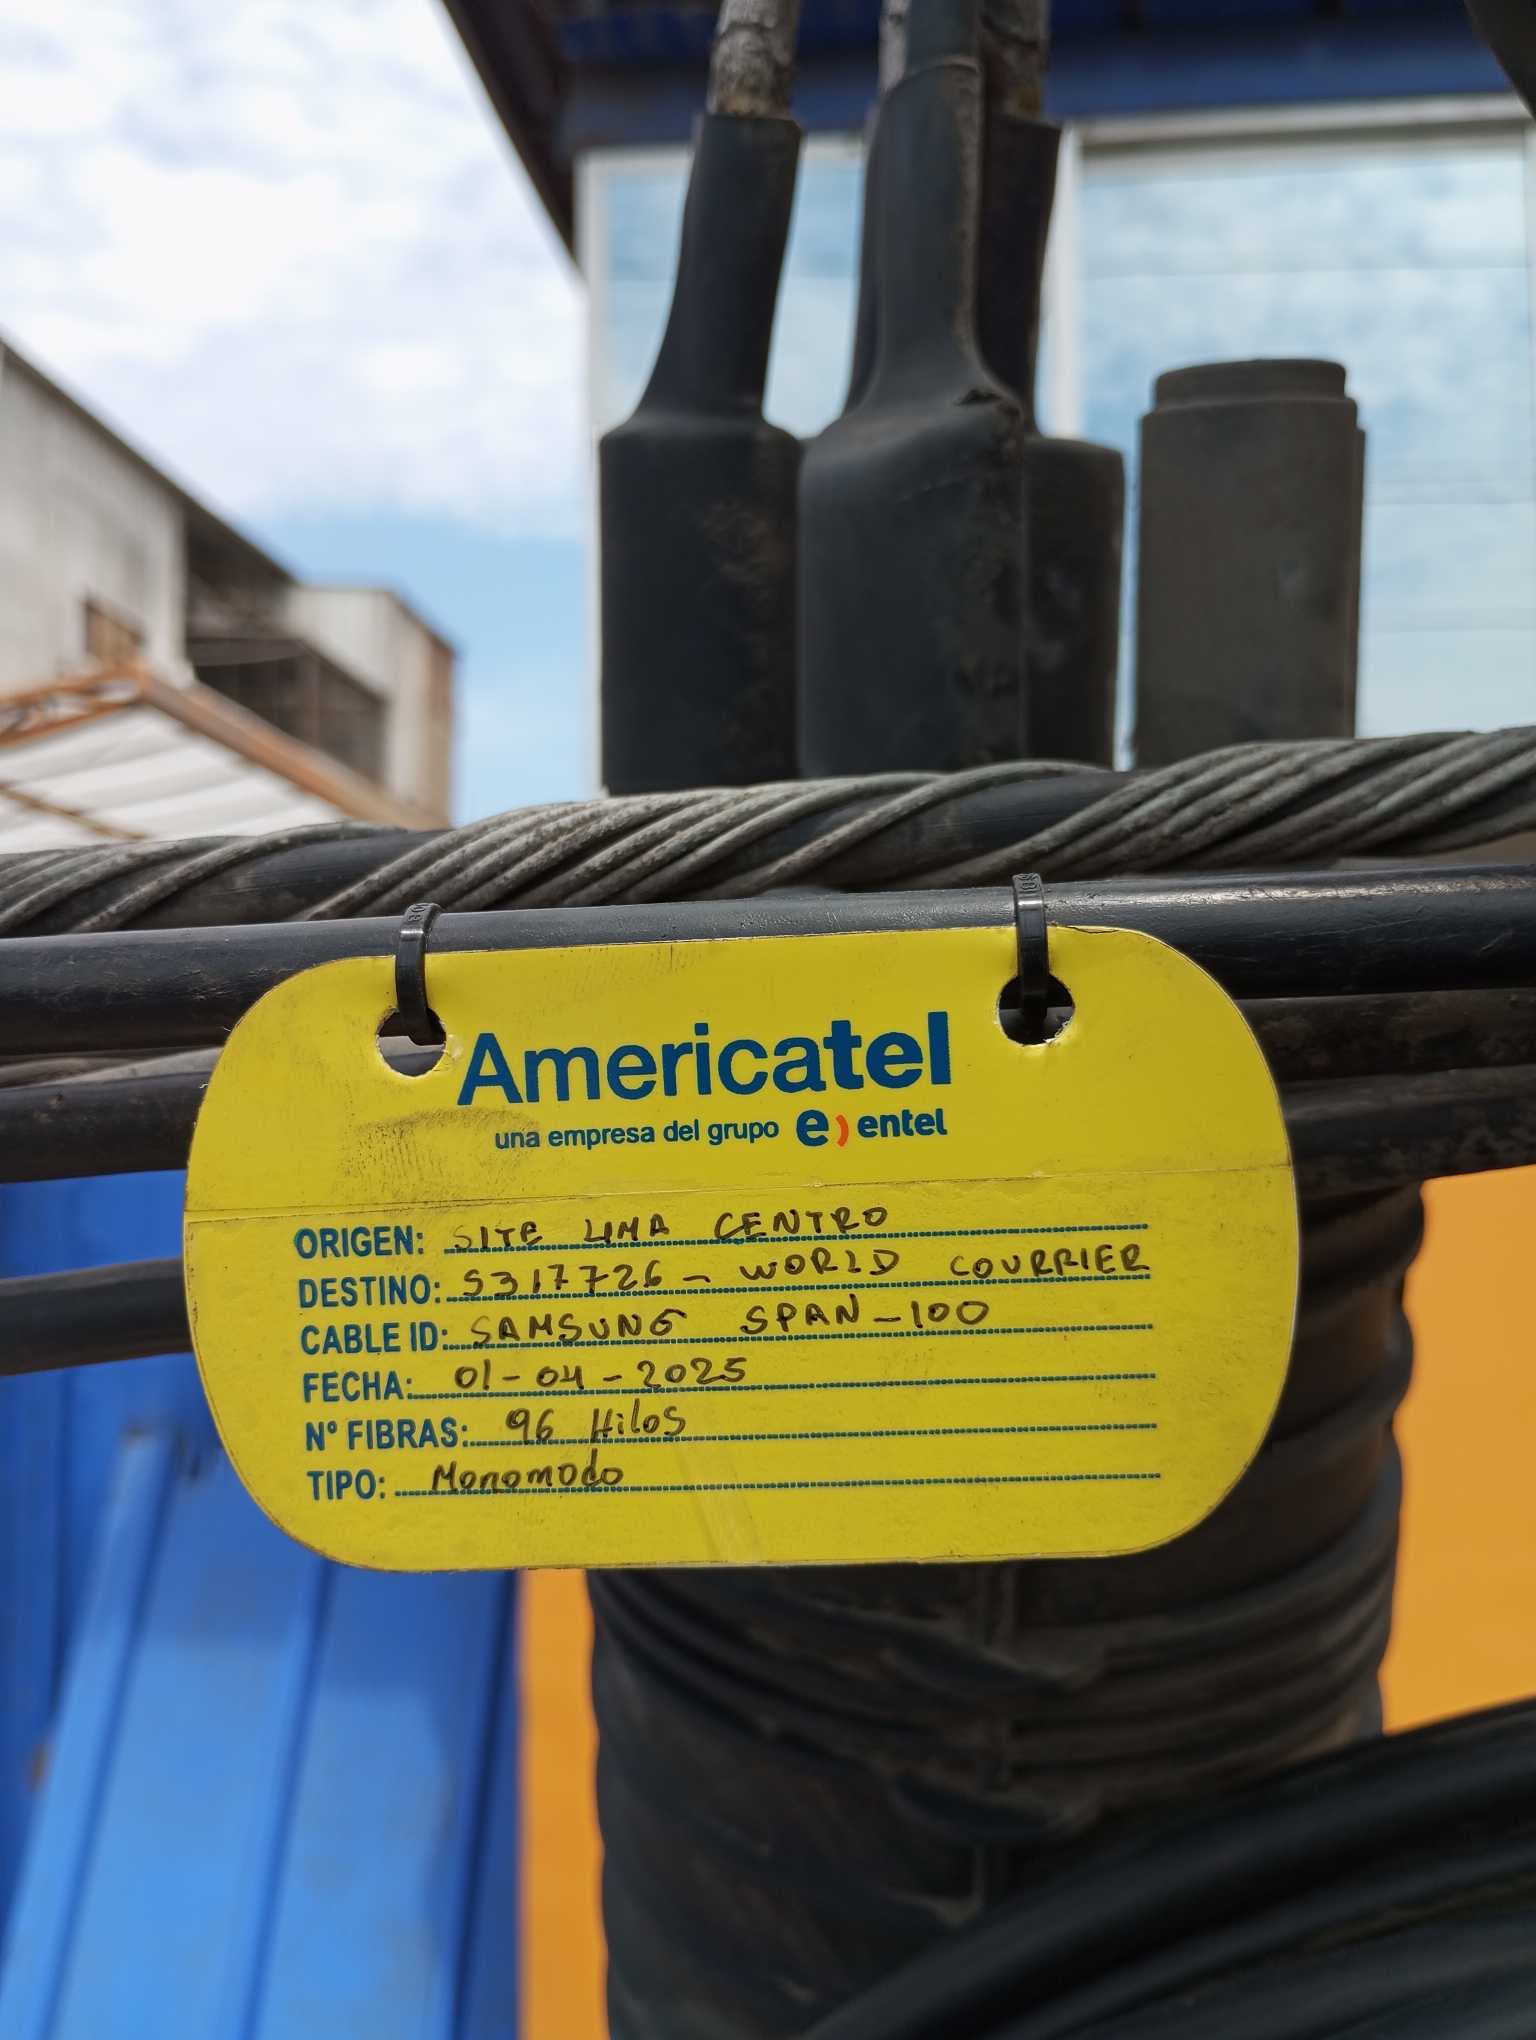 Americatel
una empresa del grupo e) entel
ORIGEN: SITE LIMA CENTRO
DESTINO: S317726 - WORLD COURRIER
CABLE ID: SAMSUNG SPAN-100
FECHA: 01-04-2025
N° FIBRAS: 96 Hilos
TIPO: Monomodo